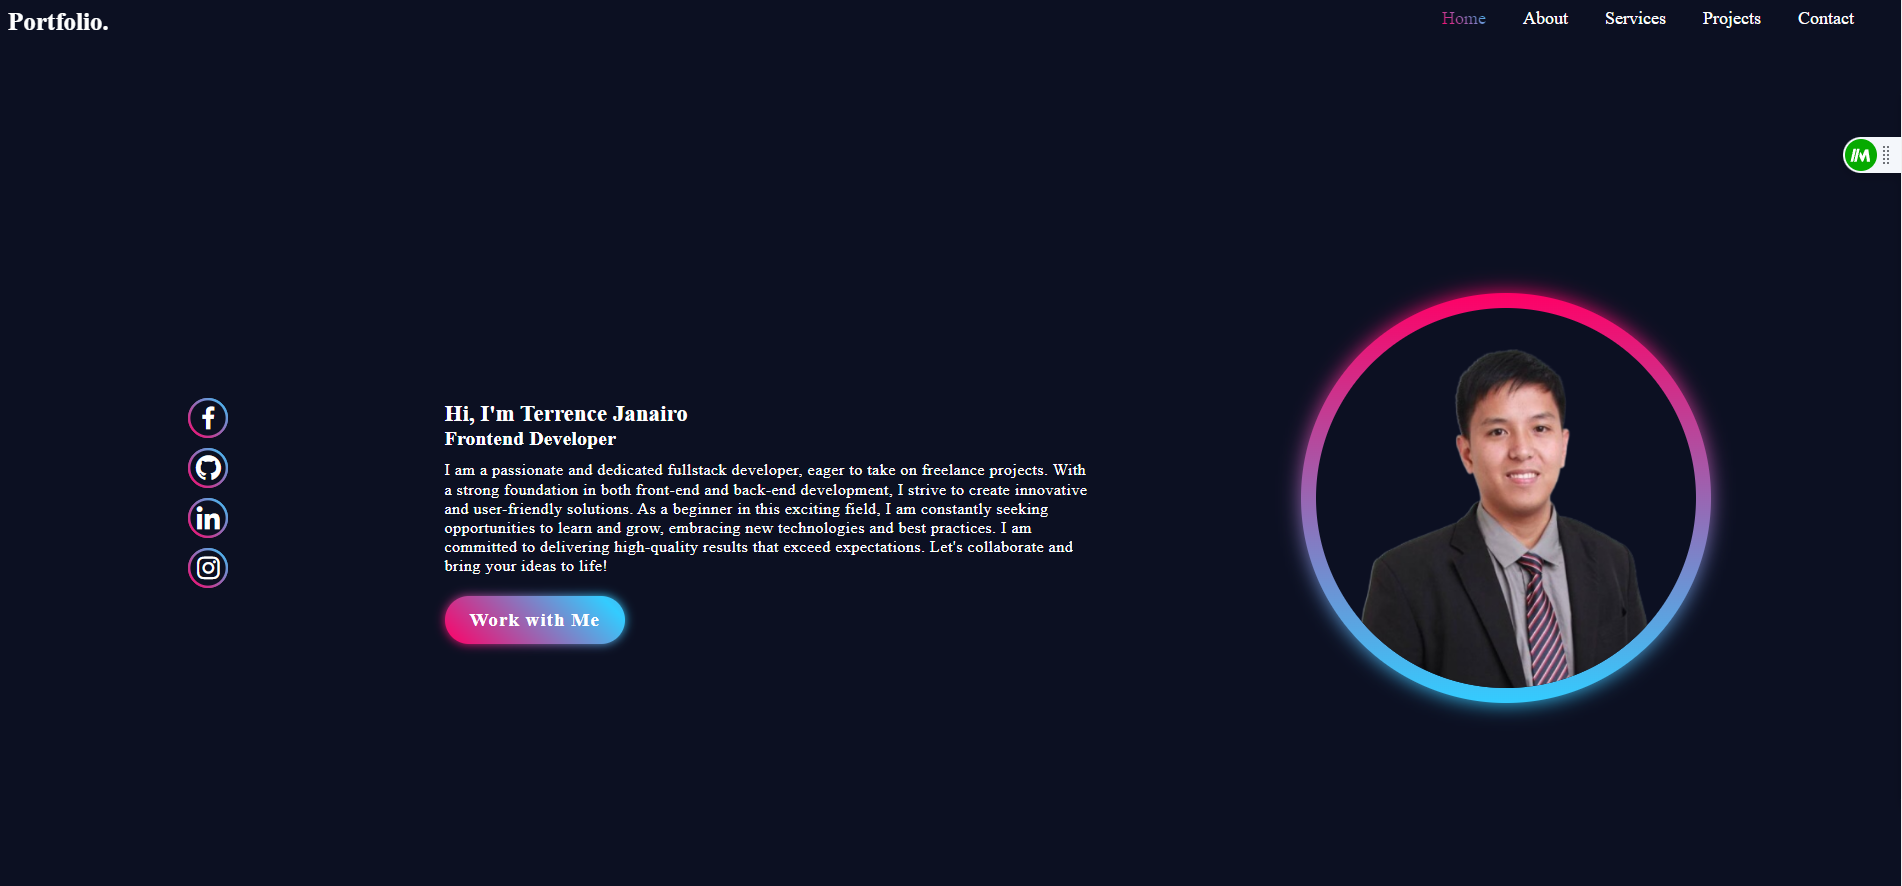 Portfolio.
Home About Services Projects Contact
Hi, I'm Terrence Janairo
Frontend Developer
I am a passionate and dedicated fullstack developer, eager to take on freelance projects. With
a strong foundation in both front-end and back-end development, I strive to create innovative
and user-friendly solutions. As a beginner in this exciting field, I am constantly seeking
opportunities to learn and grow, embracing new technologies and best practices. I am
committed to delivering high-quality results that exceed expectations. Let's collaborate and
bring your ideas to life!
Work with Me